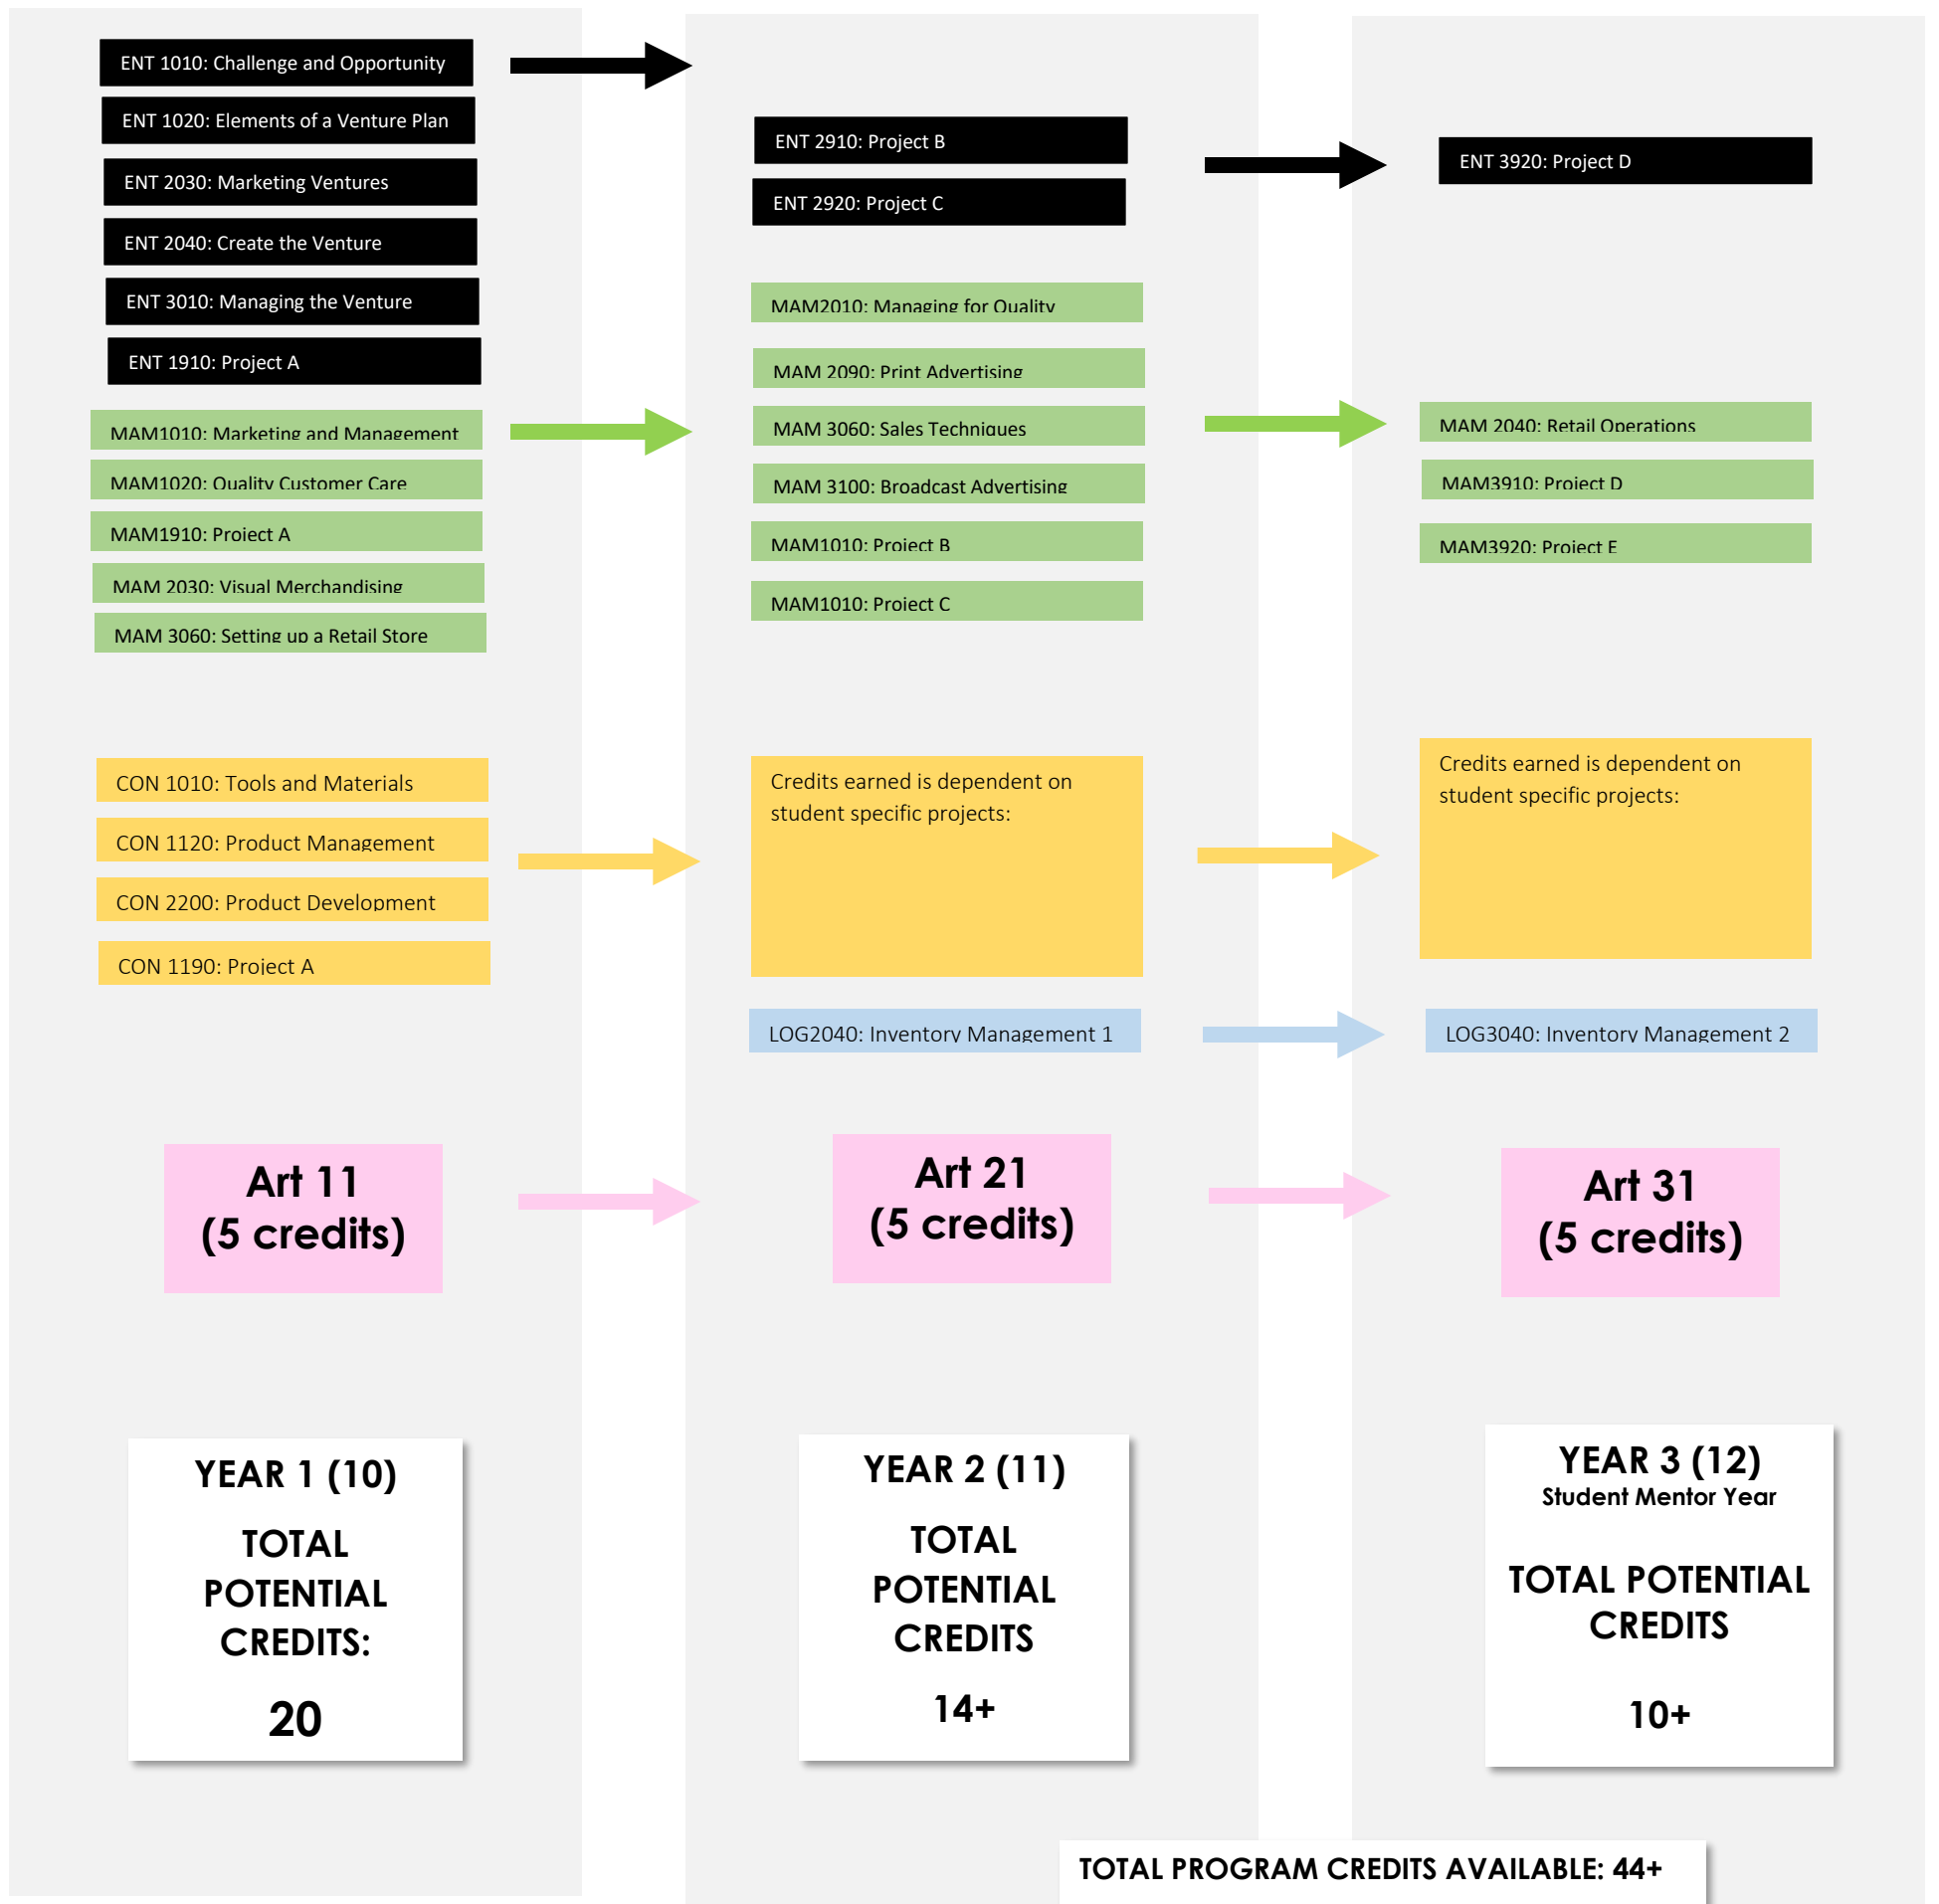 ENT 1010: Challenge and Opportunity
ENT 1020: Elements of a Venture Plan
ENT 2030: Marketing Ventures
ENT 2040: Create the Venture
ENT 3010: Managing the Venture
ENT 1910: Project A
MAM1010: Marketing and Management
MAM1020: Quality Customer Care
MAM1910: Project A
MAM 2030: Visual Merchandising
MAM 3060: Setting up a Retail Store
CON 1010: Tools and Materials
CON 1120: Product Management
CON 2200: Product Development
CON 1190: Project A
Art 11
(5 credits)
YEAR 1 (10)
TOTAL
POTENTIAL
CREDITS:
20
ENT 2910: Project B
ENT 2920: Project C
MAM2010: Managing for Quality
MAM 2090: Print Advertising
MAM 3060: Sales Techniques
MAM 3100: Broadcast Advertising
MAM1010: Project B
MAM1010: Project C
Credits earned is dependent on
student specific projects:
LOG2040: Inventory Management 1
Art 21
(5 credits)
YEAR 2 (11)
TOTAL
POTENTIAL
CREDITS
14+
ENT 3920: Project D
MAM 2040: Retail Operations
MAM3910: Project D
MAM3920: Project E
Credits earned is dependent on
student specific projects:
LOG3040: Inventory Management 2
Art 31
(5 credits)
YEAR 3 (12)
Student Mentor Year
TOTAL POTENTIAL
CREDITS
10+
TOTAL PROGRAM CREDITS AVAILABLE: 44+